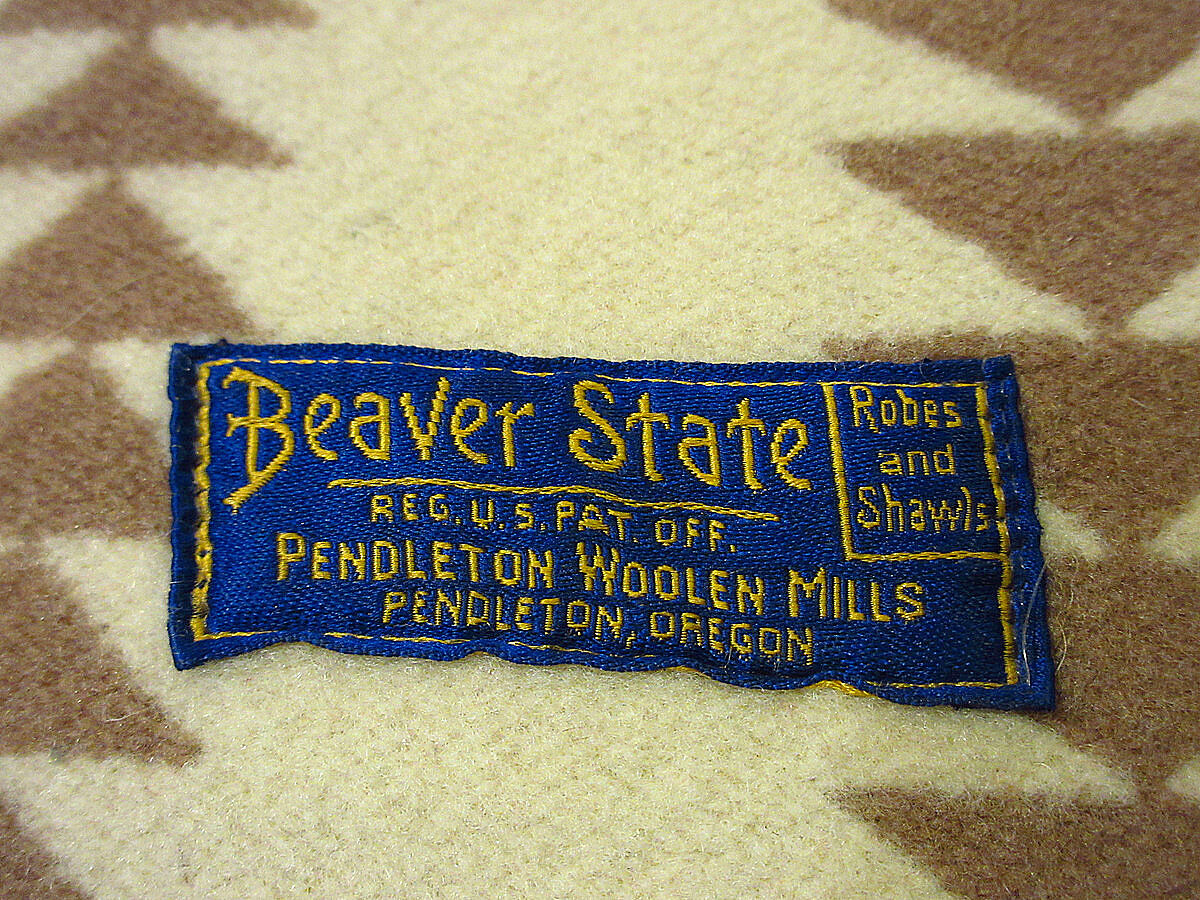 Beaver State
Robes
and
Shawls
REG. U.S. PAT. OFF.
PENDLETON WOOLEN MILLS
PENDLETON, OREGON